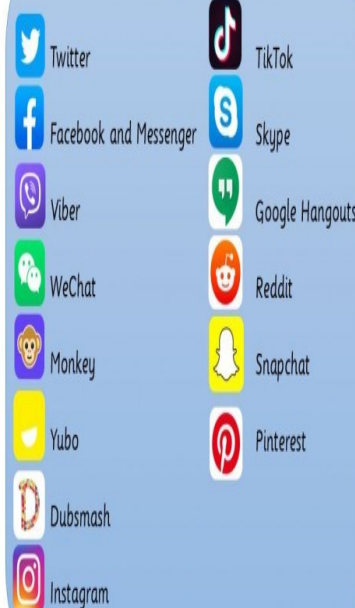 Twitter
Facebook and Messenger
Viber
WeChat
Monkey
Yubo
Dubsmash
Instagram
TikTok
Skype
Google Hangouts
Reddit
Snapchat
Pinterest